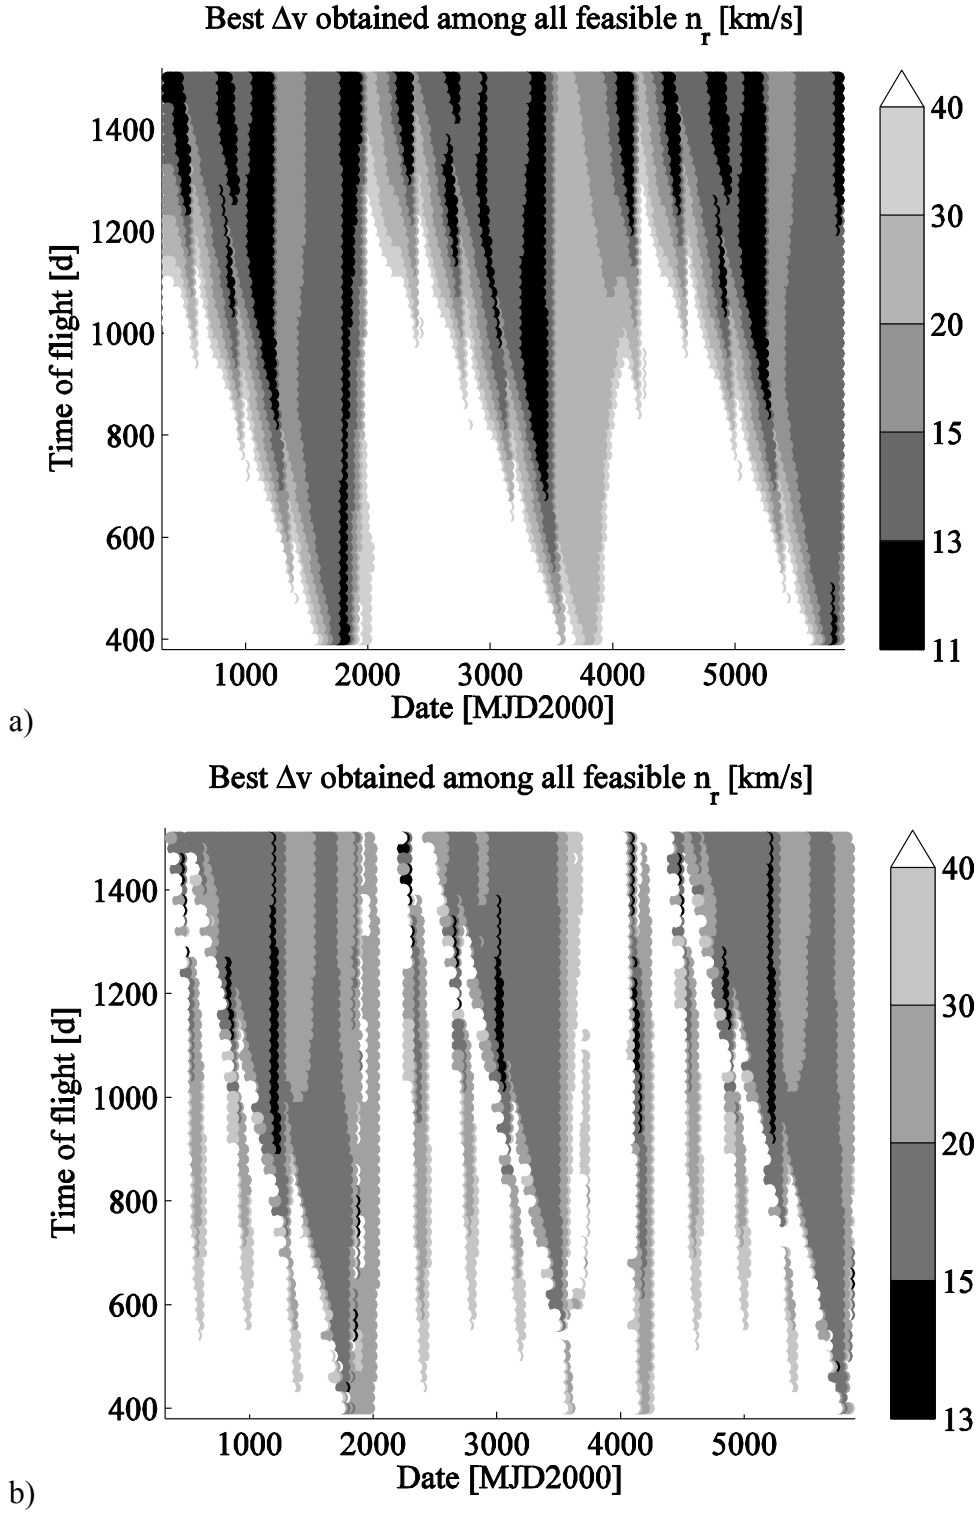 Best Δv obtained among all feasible n_r [km/s]
40
1400
30
1200
Time of flight [d]
1000
20
800
15
600
13
400
11
1000 2000 3000 4000 5000
Date [MJD2000]
a)
Best Δv obtained among all feasible n_r [km/s]
40
1400
30
1200
Time of flight [d]
1000
20
800
15
600
400
13
1000 2000 3000 4000 5000
Date [MJD2000]
b)